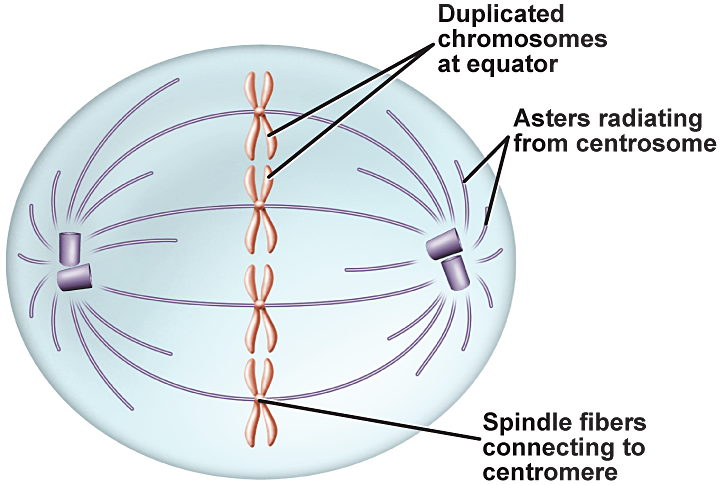 Duplicated
chromosomes
at equator
Asters radiating
from centrosome
Spindle fibers
connecting to
centromere